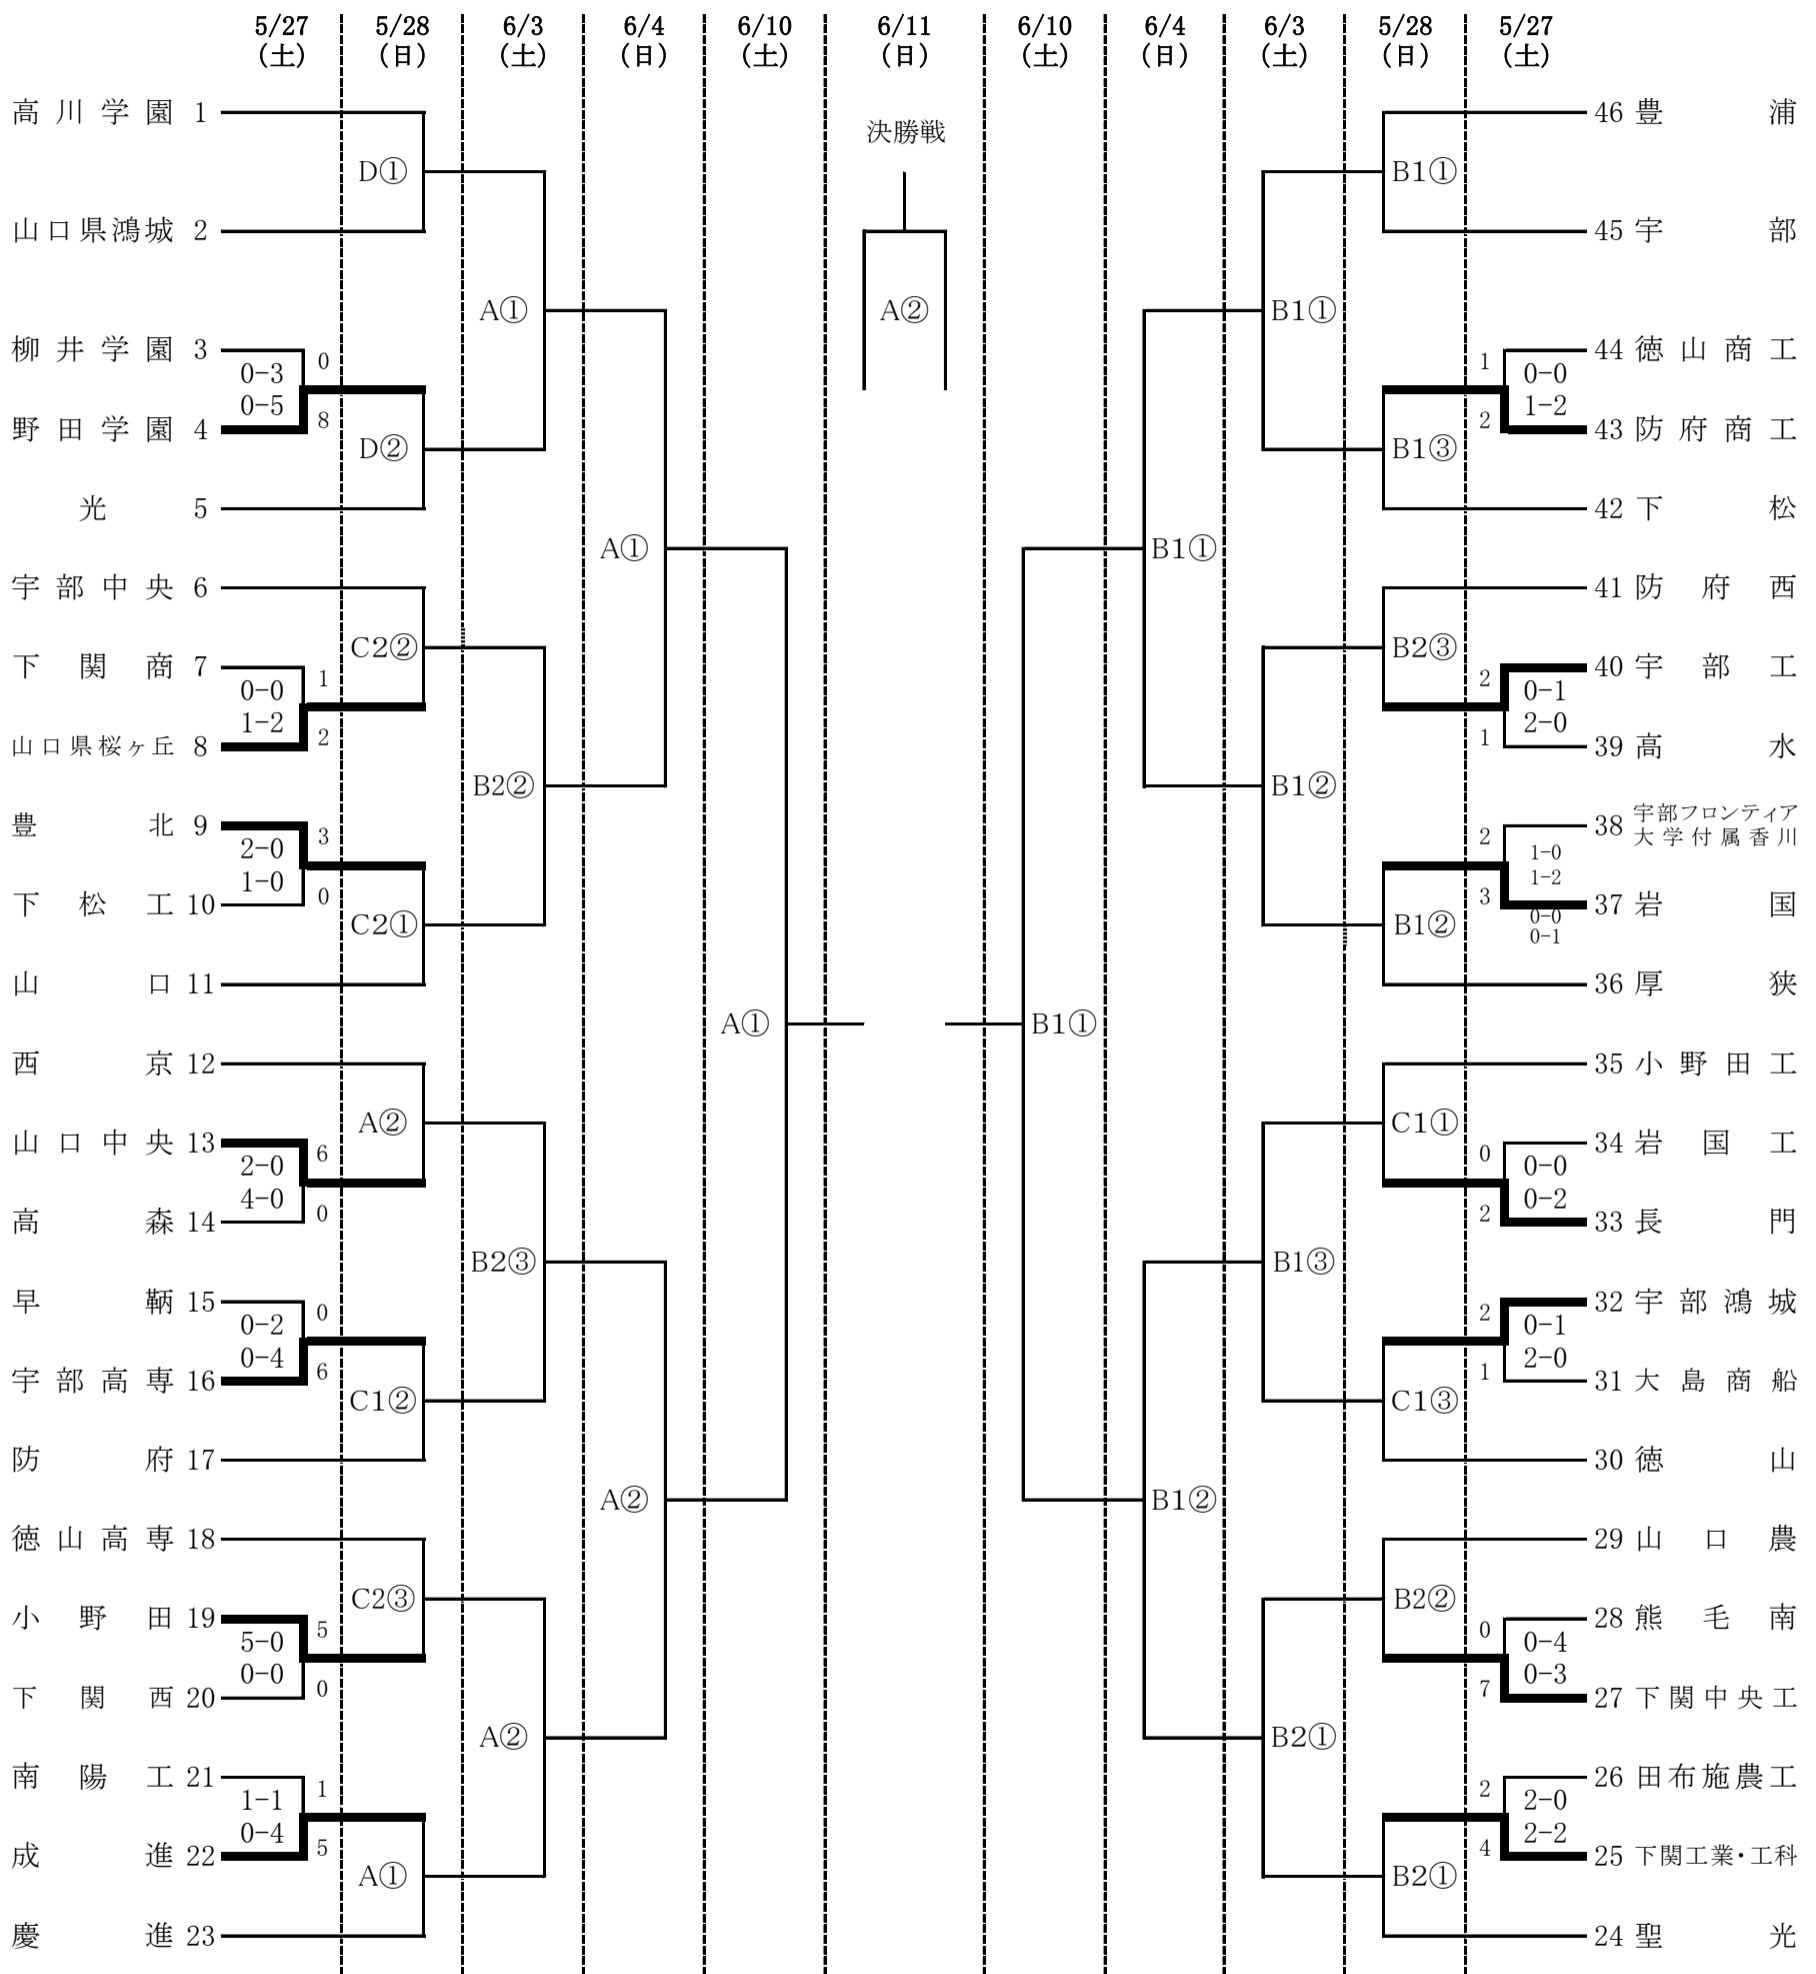 5/27 5/28 6/3 6/4 6/10 6/11 6/10 6/4 6/3 5/28 5/27
(土) (日) (土) (日) (土) (日) (土) (日) (土) (日) (土)
高川学園 1
D①
山口県鴻城 2
A①
柳井学園 3
0
0-3
0-5
野田学園 4
8
D②
光 5
A①
宇部中央 6
C2②
下関商 7
1
0-0
1-2
山口県桜ヶ丘 8
2
B2②
豊北 9
3
2-0
1-0
下松工 10
0
C2①
山口 11
A①
西京 12
A②
山口中央 13
6
2-0
4-0
高森 14
0
B2③
早鞆 15
0
0-2
0-4
宇部高専 16
6
C1②
防府 17
A②
徳山高専 18
C2③
小野田 19
5
5-0
0-0
下関西 20
0
A②
南陽工 21
1
1-1
0-4
成進 22
5
A①
慶進 23
決勝戦
A②
46 豊浦
B1①
45 宇部
B1①
44 徳山商工
1
0-0
1-2
43 防府商工
2
B1③
42 下松
B1①
41 防府西
B2③
40 宇部工
2
0-1
2-0
39 高水
1
B1②
38 宇部フロンティア
大学付属香川
2
1-0
1-2
37 岩国
3
0-0
0-1
B1②
36 厚狭
B1①
35 小野田工
C1①
34 岩国工
0
0-0
0-2
33 長門
2
B1③
32 宇部鴻城
2
0-1
2-0
31 大島商船
1
C1③
30 徳山
B1②
29 山口農
B2②
28 熊毛南
0
0-4
0-3
27 下関中央工
7
B2①
26 田布施農工
2
2-0
2-2
25 下関工業・工科
4
B2①
24 聖光